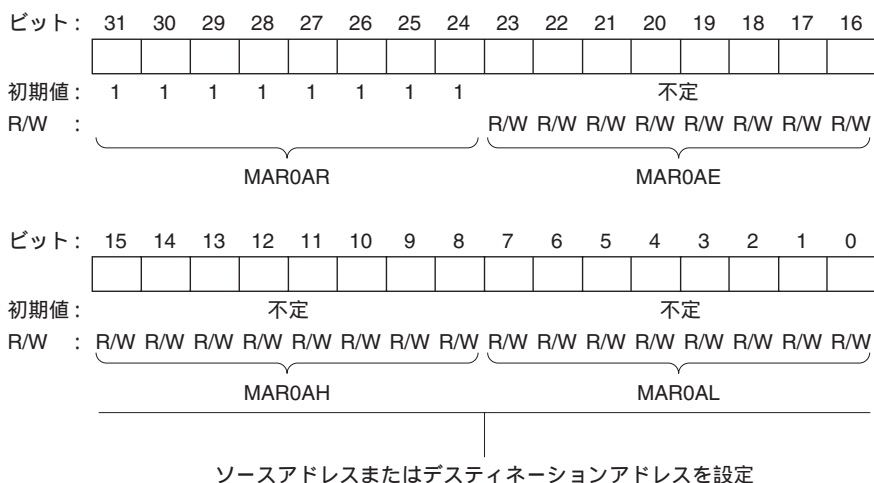 ビット: 31 30 29 28 27 26 25 24 23 22 21 20 19 18 17 16
初期値: 1 1 1 1 1 1 1 1 不定
R/W : R/W R/W R/W R/W R/W R/W R/W R/W
MAR0AR MAR0AE
ビット: 15 14 13 12 11 10 9 8 7 6 5 4 3 2 1 0
初期値: 不定 不定
R/W : R/W R/W R/W R/W R/W R/W R/W R/W R/W R/W R/W R/W R/W R/W R/W R/W
MAR0AH MAR0AL
ソースアドレスまたはデスティネーションアドレスを設定